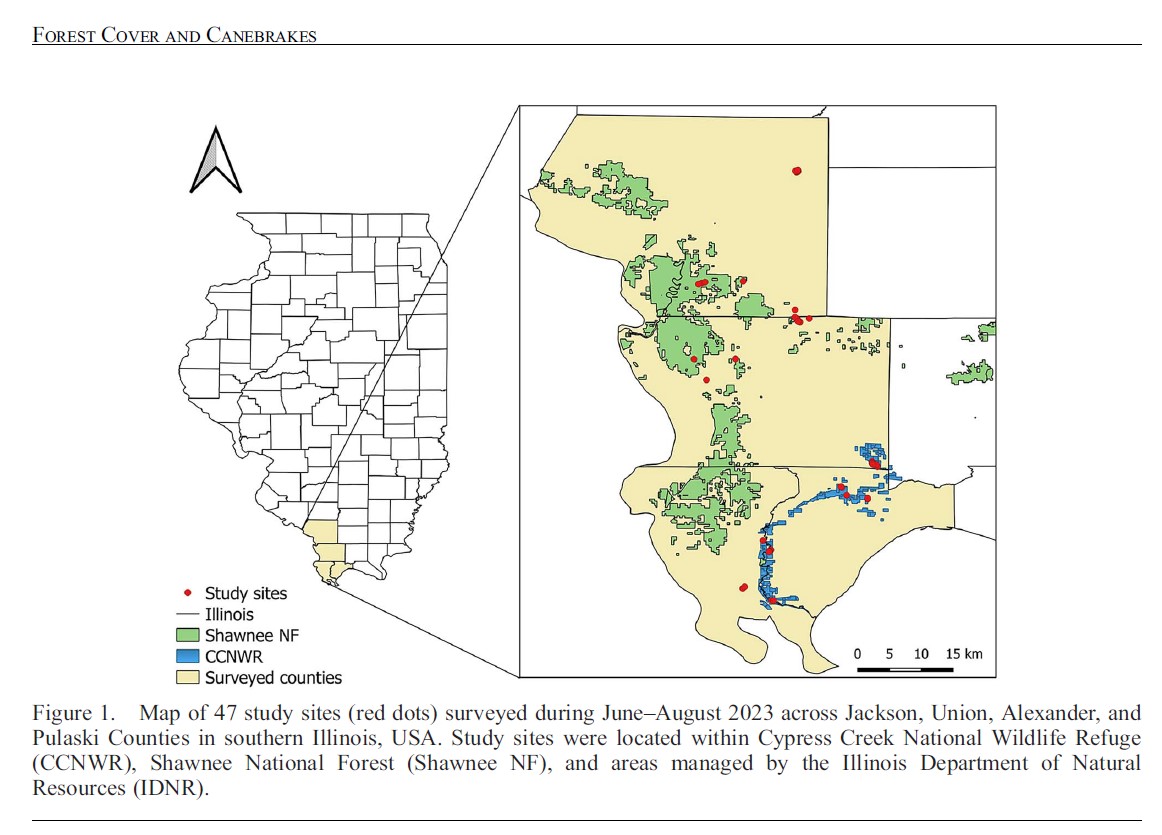 FOREST COVER AND CANEBRAKES
Study sites
Illinois
Shawnee NF
CCNWR
Surveyed counties
0 5 10 15 km
Figure 1. Map of 47 study sites (red dots) surveyed during June–August 2023 across Jackson, Union, Alexander, and
Pulaski Counties in southern Illinois, USA. Study sites were located within Cypress Creek National Wildlife Refuge
(CCNWR), Shawnee National Forest (Shawnee NF), and areas managed by the Illinois Department of Natural
Resources (IDNR).